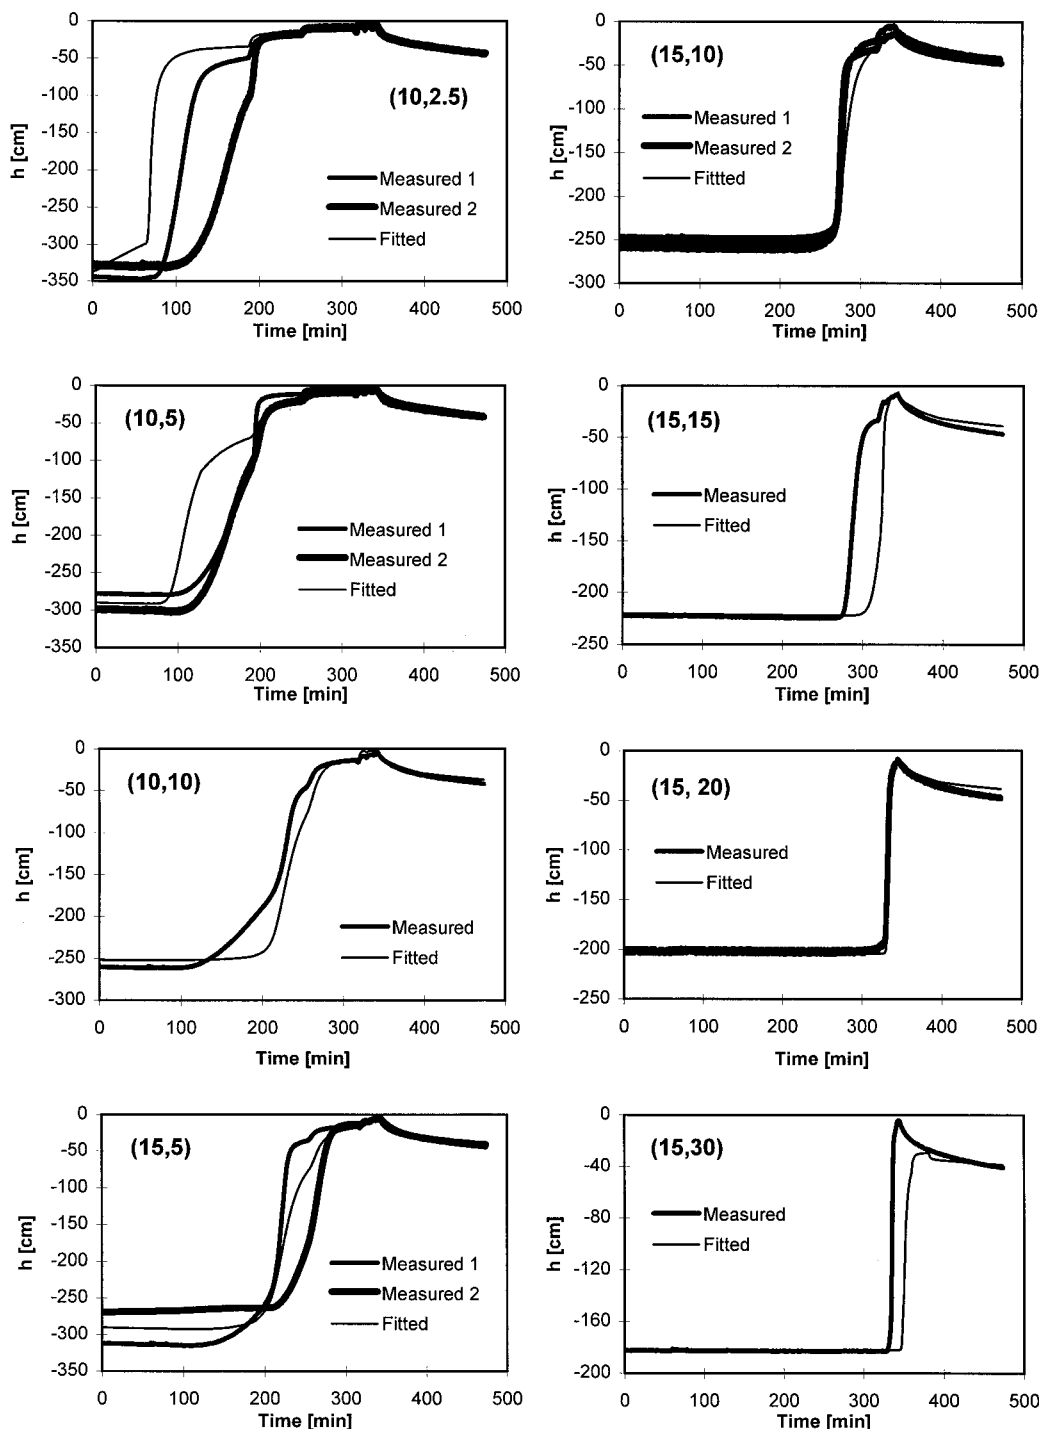 0
-50
-100
-150
-200
-250
-300
-350
h [cm]
(10,2.5)
Measured 1
Measured 2
Fitted
0 100 200 300 400 500
Time [min]
0
-50
-100
-150
-200
-250
-300
h [cm]
(15,10)
Measured 1
Measured 2
Fittted
0 100 200 300 400 500
Time [min]
0
-50
-100
-150
-200
-250
-300
-350
h [cm]
(10,5)
Measured 1
Measured 2
Fitted
0 100 200 300 400 500
Time [min]
0
-50
-100
-150
-200
-250
h [cm]
(15,15)
Measured
Fitted
0 100 200 300 400 500
Time [min]
0
-50
-100
-150
-200
-250
-300
h [cm]
(10,10)
Measured
Fitted
0 100 200 300 400 500
Time [min]
0
-50
-100
-150
-200
-250
h [cm]
(15, 20)
Measured
Fitted
0 100 200 300 400 500
Time [min]
0
-50
-100
-150
-200
-250
-300
-350
h [cm]
(15,5)
Measured 1
Measured 2
Fitted
0 100 200 300 400 500
Time [min]
0
-40
-80
-120
-160
-200
h [cm]
(15,30)
Measured
Fitted
0 100 200 300 400 500
Time [min]